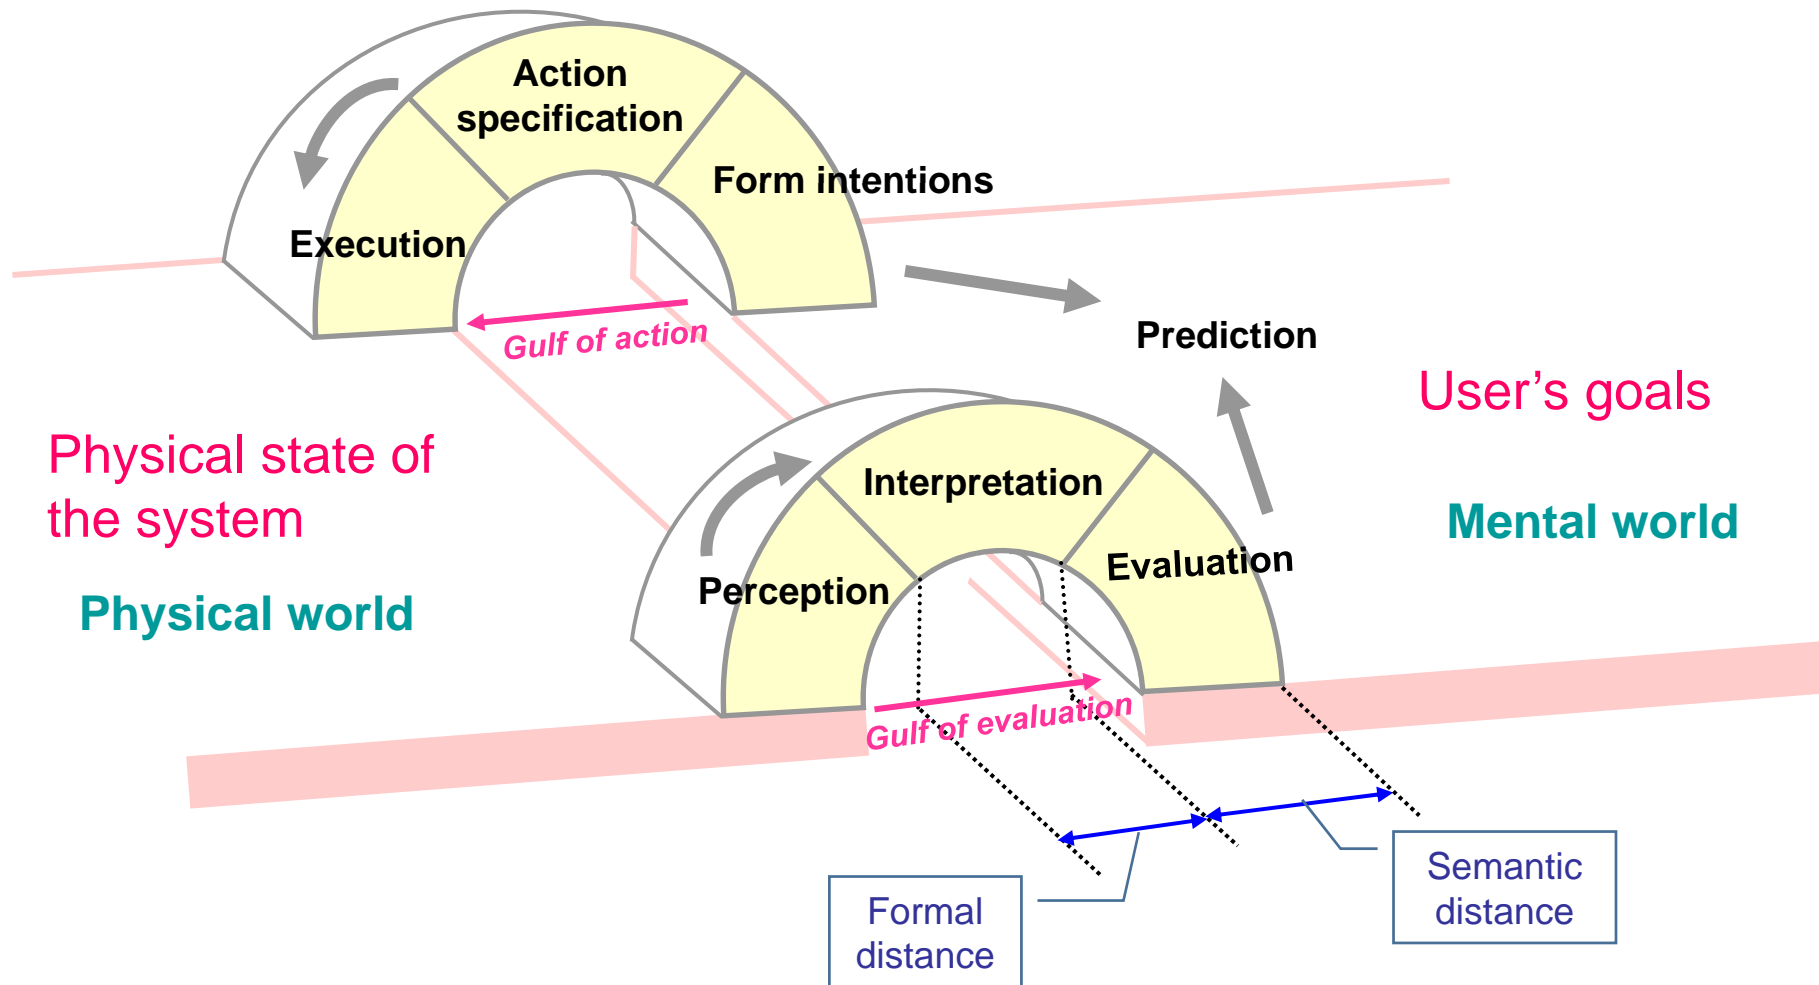 Action
specification
Form intentions
Execution
Gulf of action
Prediction
User’s goals
Physical state of
the system
Interpretation
Mental world
Evaluation
Perception
Physical world
Gulf of evaluation
Semantic
distance
Formal
distance